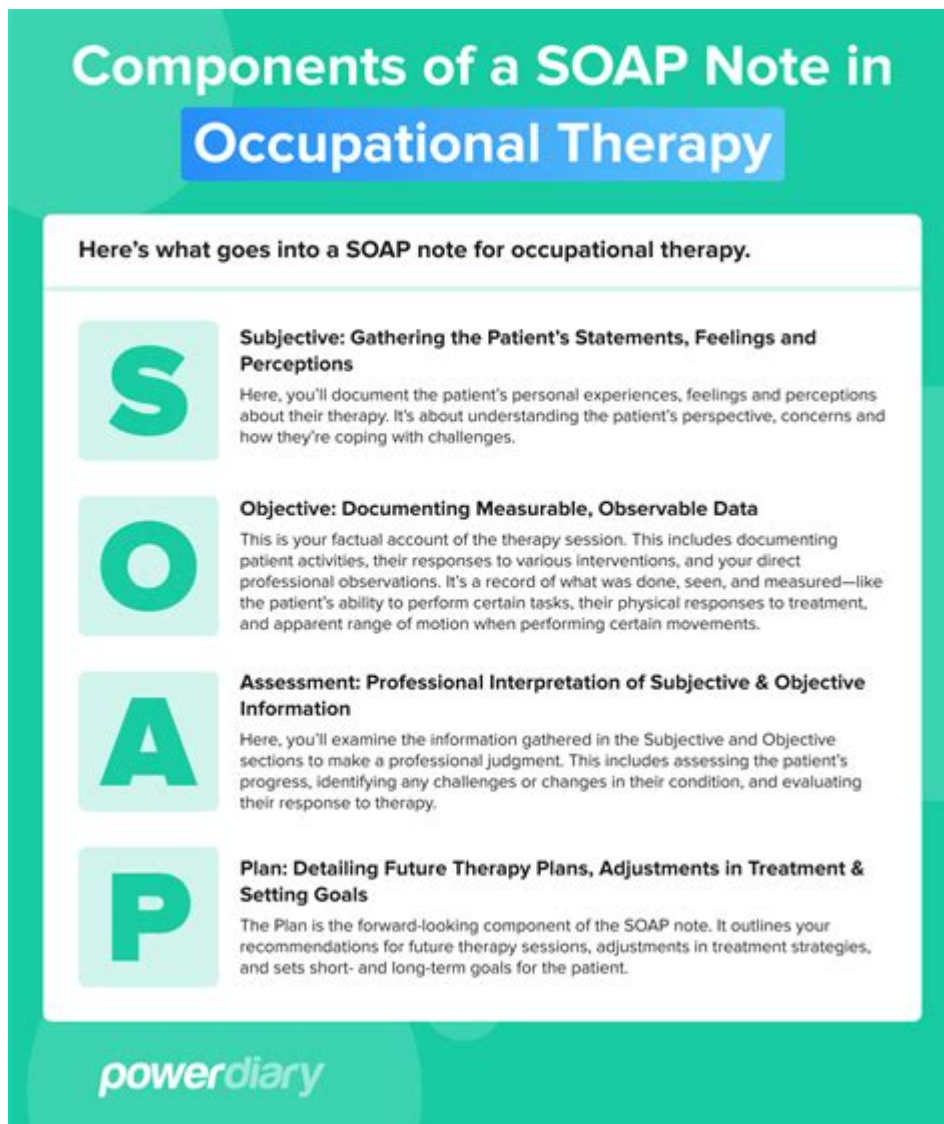 Components of a SOAP Note in
Occupational Therapy
Here's what goes into a SOAP note for occupational therapy.
S
Subjective: Gathering the Patient's Statements, Feelings and
Perceptions
Here, you'll document the patient's personal experiences, feelings and perceptions
about their therapy. It's about understanding the patient's perspective, concerns and
how they're coping with challenges.
O
Objective: Documenting Measurable, Observable Data
This is your factual account of the therapy session. This includes documenting
patient activities, their responses to various interventions, and your direct
professional observations. It's a record of what was done, seen, and measured—like
the patient's ability to perform certain tasks, their physical responses to treatment,
and apparent range of motion when performing certain movements.
A
Assessment: Professional Interpretation of Subjective & Objective
Information
Here, you'll examine the information gathered in the Subjective and Objective
sections to make a professional judgment. This includes assessing the patient's
progress, identifying any challenges or changes in their condition, and evaluating
their response to therapy.
P
Plan: Detailing Future Therapy Plans, Adjustments in Treatment &
Setting Goals
The Plan is the forward-looking component of the SOAP note. It outlines your
recommendations for future therapy sessions, adjustments in treatment strategies,
and sets short- and long-term goals for the patient.
powerdiary